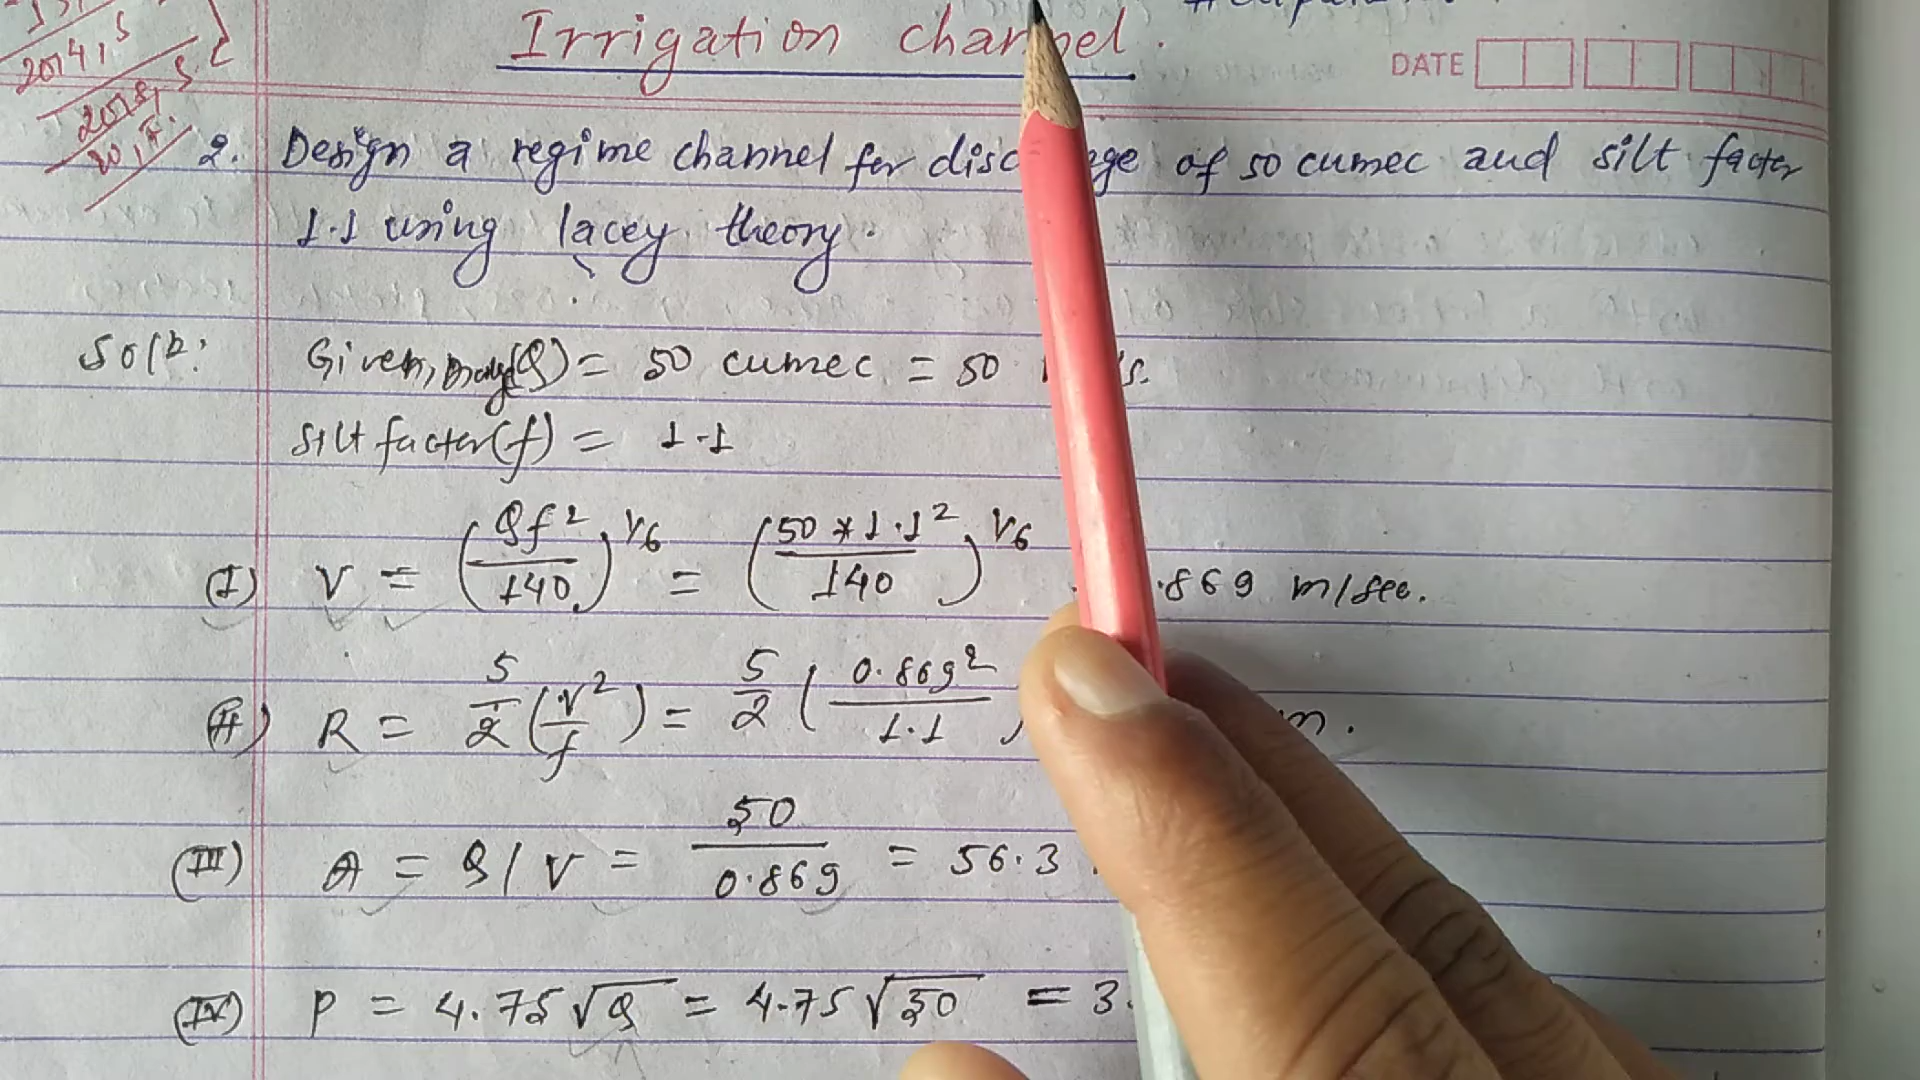 Irrigation channel.
DATE
2014, S
2018, S
2. Design a regime channel for discge of 50 cumec and silt factor
1.1 using lacey theory.
Soln: Given, (Q) = 50 cumec = 50 s.
silt factor(f) = 1.1
(I) V = (Qf²/140)^1/6 = (50*1.1²/140)^1/6 .869 m/sec.
(II) R = 5/2 (v²/f) = 5/2 (0.869²/1.1) m.
(III) A = Q/V = 50/0.869 = 56.3
(IV) P = 4.75√Q = 4.75√50 = 3.